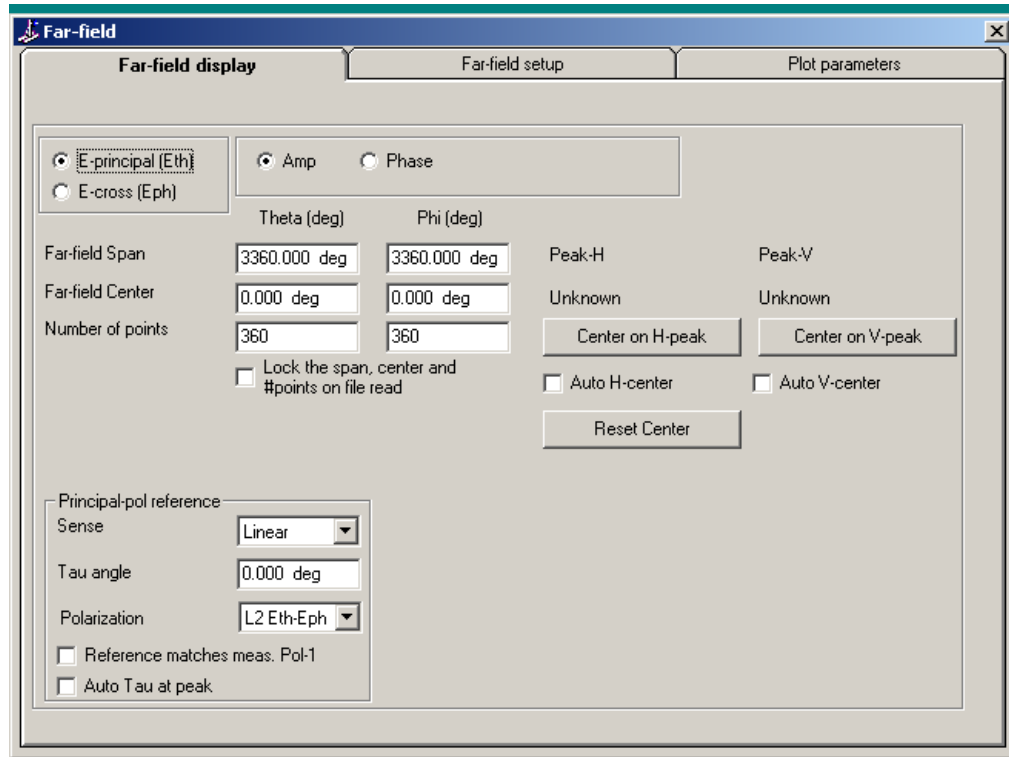 Far-field
Far-field display Far-field setup Plot parameters
E-principal (Eth) Amp Phase
E-cross (Eph)
Theta (deg) Phi (deg)
Far-field Span 3360.000 deg 3360.000 deg Peak-H Peak-V
Far-field Center 0.000 deg 0.000 deg Unknown Unknown
Number of points 360 360 Center on H-peak Center on V-peak
Lock the span, center and
#points on file read Auto H-center Auto V-center
Reset Center
Principal-pol reference
Sense Linear
Tau angle 0.000 deg
Polarization L2 Eth-Eph
Reference matches meas. Pol-1
Auto Tau at peak